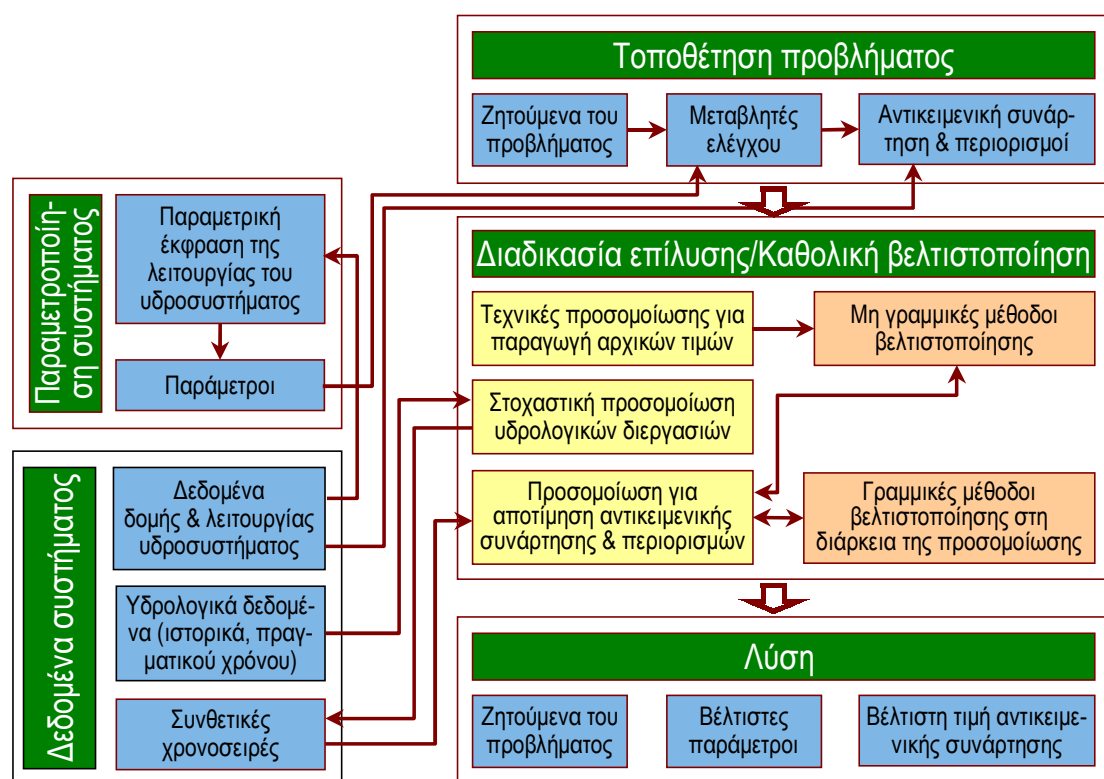 Τοποθέτηση προβλήματος
Ζητούμενα του
προβλήματος
Μεταβλητές
ελέγχου
Αντικειμενική συνάρ-
τηση & περιορισμοί
Παραμετροποίη-
ση συστήματος
Παραμετρική
έκφραση της
λειτουργίας του
υδροσυστήματος
Παράμετροι
Διαδικασία επίλυσης/Καθολική βελτιστοποίηση
Τεχνικές προσομοίωσης για
παραγωγή αρχικών τιμών
Μη γραμμικές μέθοδοι
βελτιστοποίησης
Στοχαστική προσομοίωση
υδρολογικών διεργασιών
Προσομοίωση για
αποτίμηση αντικειμενικής
συνάρτησης & περιορισμών
Γραμμικές μέθοδοι
βελτιστοποίησης στη
διάρκεια της προσομοίωσης
Δεδομένα συστήματος
Δεδομένα
δομής & λειτουργίας
υδροσυστήματος
Υδρολογικά δεδομέ-
να (ιστορικά, πραγ-
ματικού χρόνου)
Συνθετικές
χρονοσειρές
Λύση
Ζητούμενα του
προβλήματος
Βέλτιστες
παράμετροι
Βέλτιστη τιμή αντικειμε-
νικής συνάρτησης